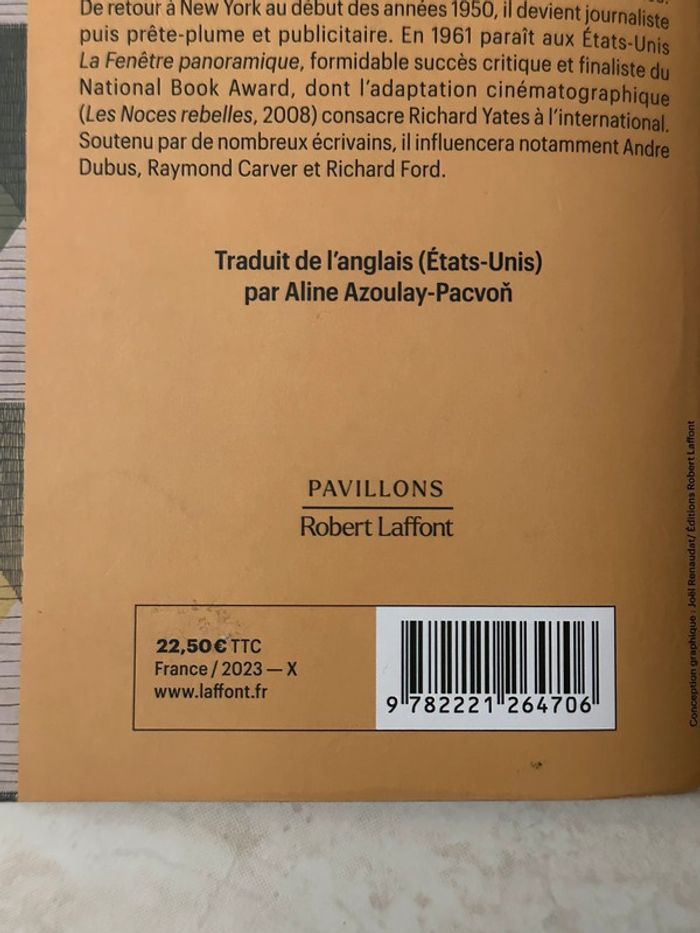 De retour à New York au début des années 1950, il devient journaliste
puis prête-plume et publicitaire. En 1961 paraît aux États-Unis
La Fenêtre panoramique, formidable succès critique et finaliste du
National Book Award, dont l'adaptation cinématographique
(Les Noces rebelles, 2008) consacre Richard Yates à l'international.
Soutenu par de nombreux écrivains, il influencera notamment Andre
Dubus, Raymond Carver et Richard Ford.
Traduit de l'anglais (États-Unis)
par Aline Azoulay-Pacvoň
PAVILLONS
Robert Laffont
22,50 € TTC
France / 2023 — X
www.laffont.fr
9 782221 264706
Conception graphique : Joël Renaudat / Éditions Robert Laffont